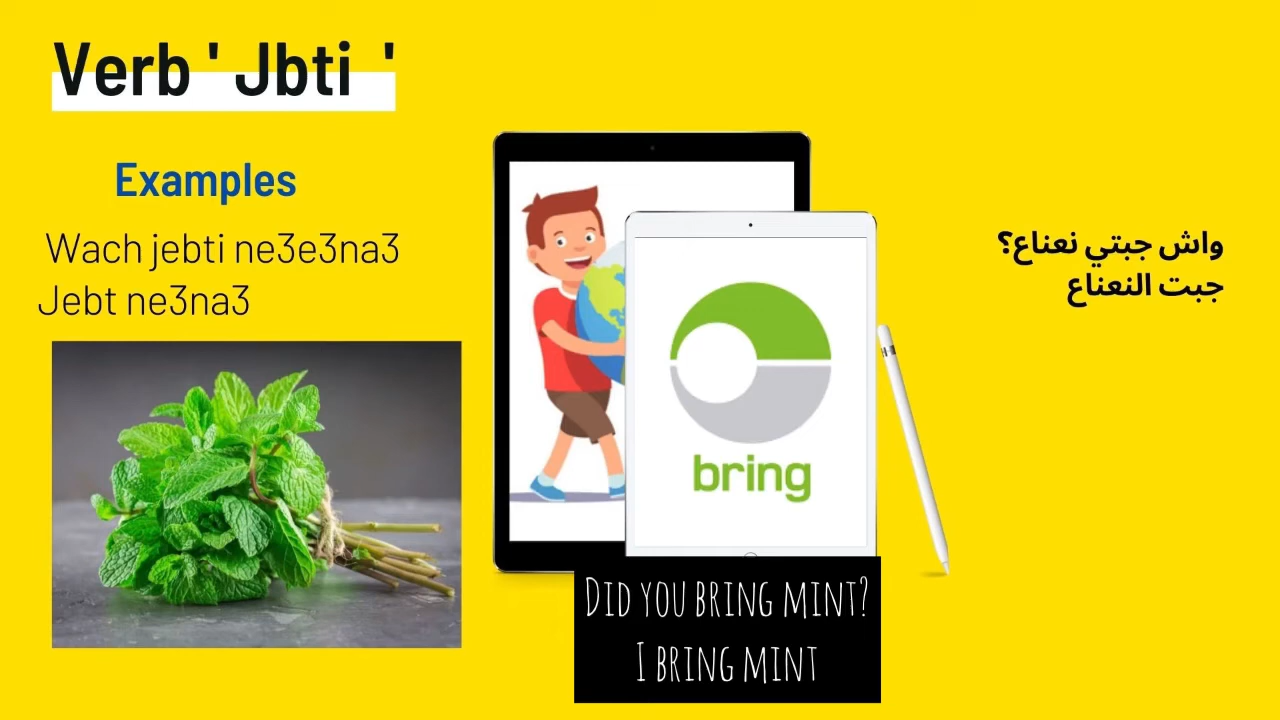 Verb ' Jbti '
Examples
Wach jebti ne3e3na3
Jebt ne3na3
واش جبتي نعناع؟
جبت النعناع
bring
DID YOU BRING MINT?
I BRING MINT